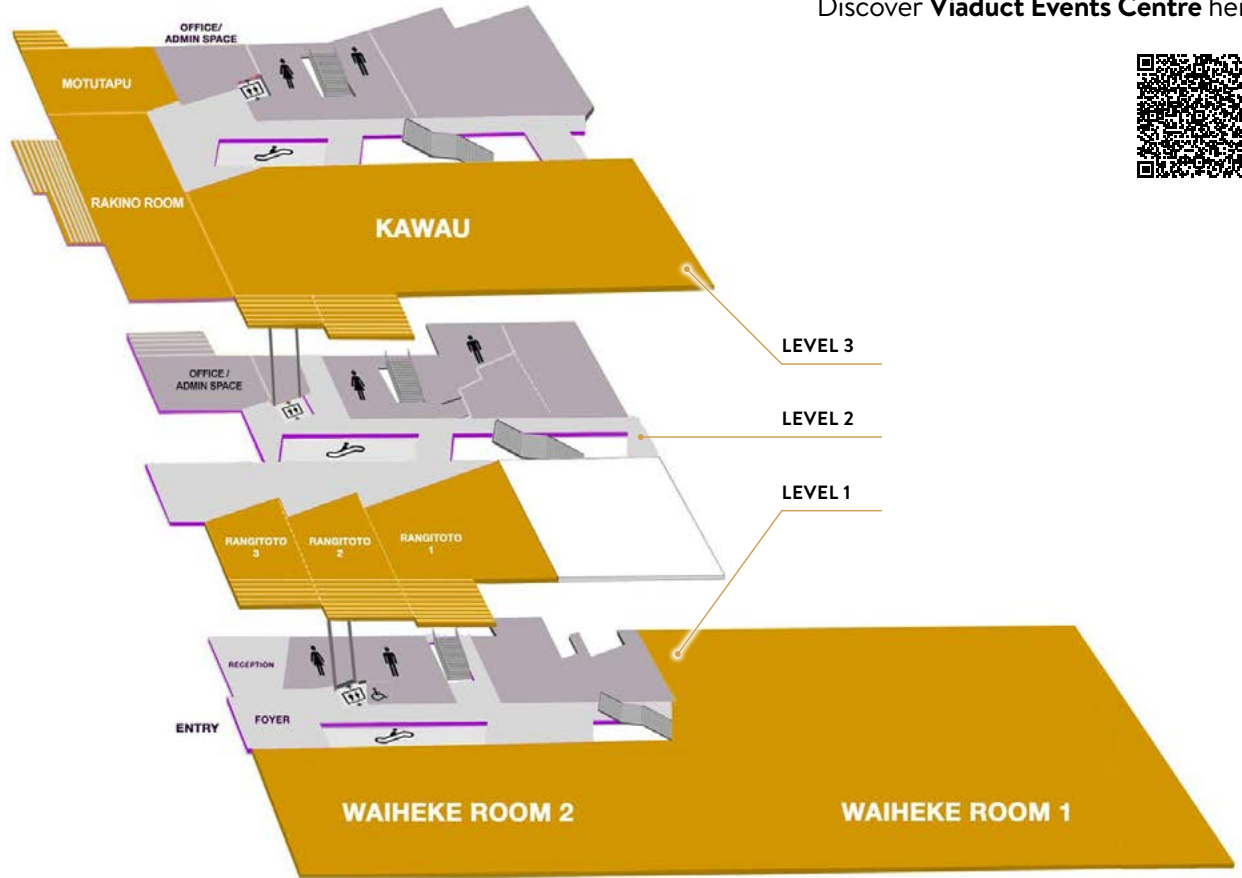 Discover Viaduct Events Centre her
OFFICE/
ADMIN SPACE
MOTUTAPU
RAKINO ROOM
KAWAU
LEVEL 3
OFFICE /
ADMIN SPACE
LEVEL 2
LEVEL 1
RANGITOTO
3
RANGITOTO
2
RANGITOTO
1
RECEPTION
ENTRY
FOYER
WAIHEKE ROOM 2
WAIHEKE ROOM 1